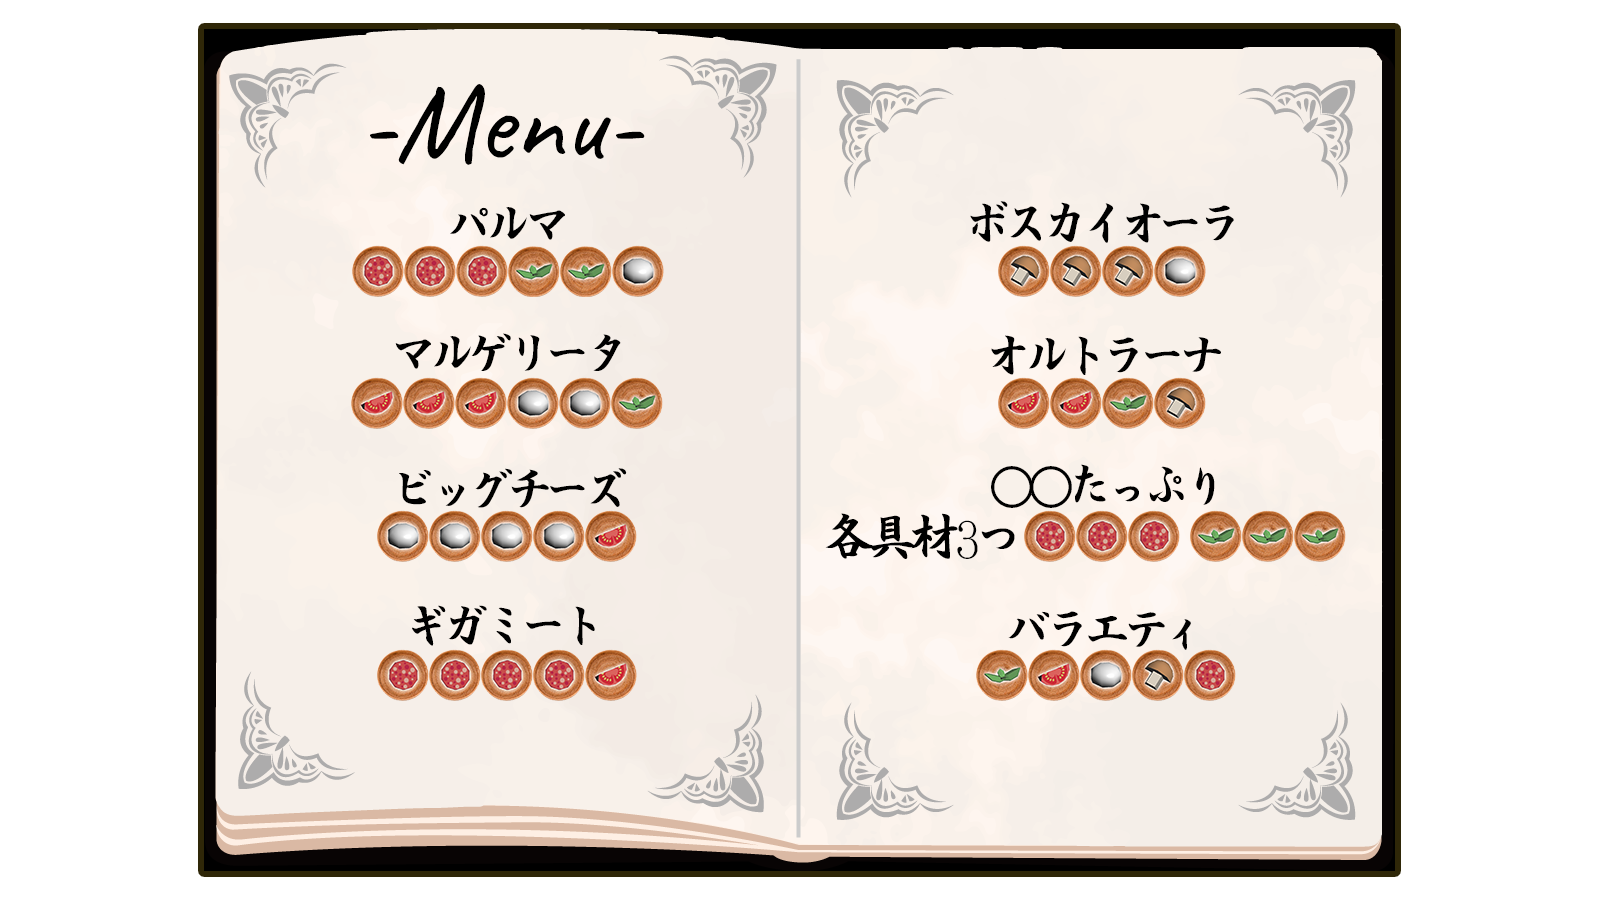 -Menu-
パルマ
マルゲリータ
ビッグチーズ
ギガミート
ボスカイオーラ
オルトラーナ
◯◯たっぷり
各具材3つ
バラエティ